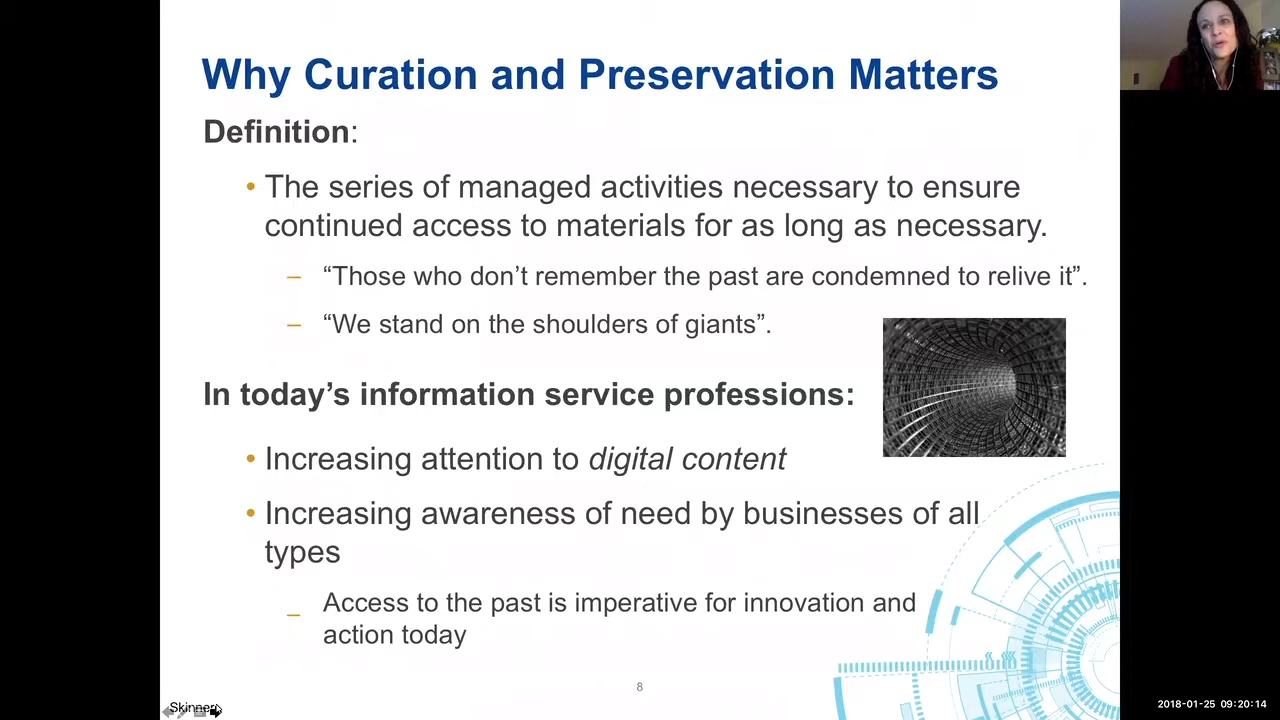 Why Curation and Preservation Matters
Definition:
• The series of managed activities necessary to ensure
continued access to materials for as long as necessary.
– “Those who don’t remember the past are condemned to relive it”.
– “We stand on the shoulders of giants”.
In today’s information service professions:
• Increasing attention to digital content
• Increasing awareness of need by businesses of all
types
– Access to the past is imperative for innovation and
action today
8
Skinner
2018-01-25 09:20:14